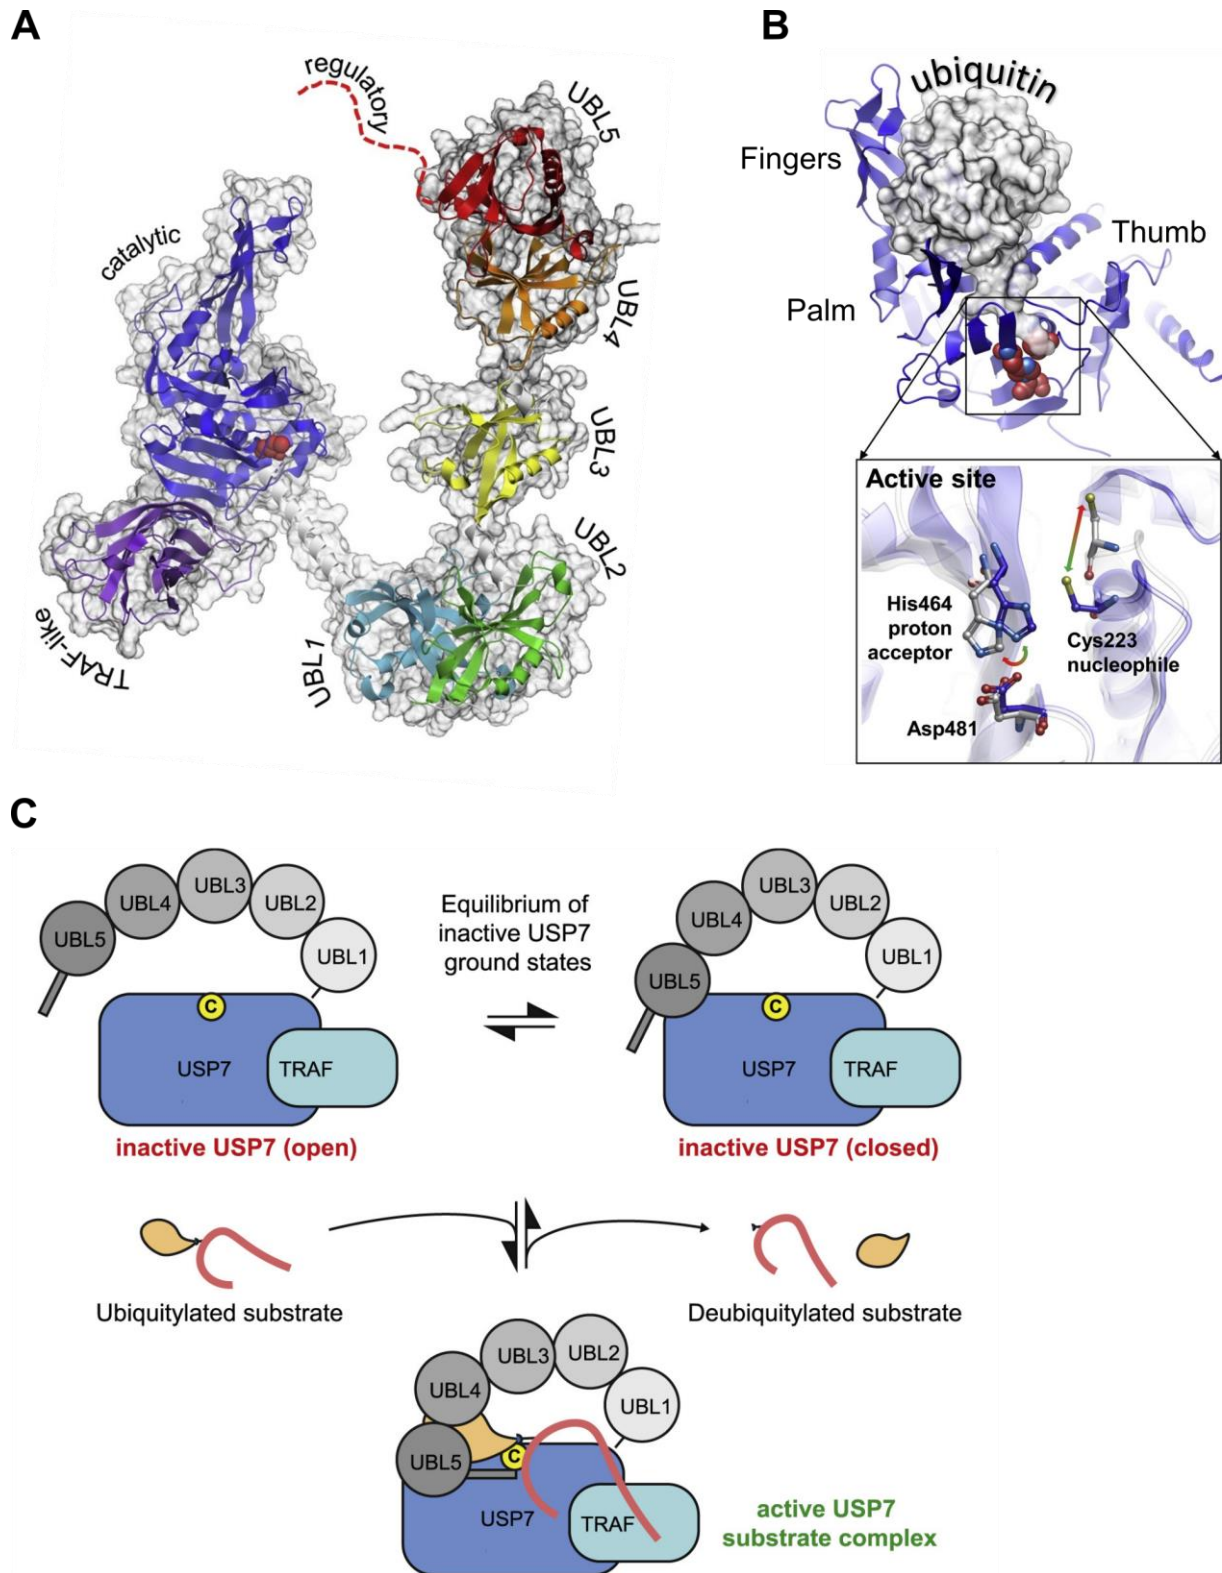 A
regulatory
UBL5
catalytic
UBL4
UBL3
UBL2
UBL1
TRAF-like
B
ubiquitin
Fingers
Thumb
Palm
Active site
His464
proton
acceptor
Cys223
nucleophile
Asp481
C
UBL5
UBL4
UBL3
UBL2
UBL1
C
USP7
TRAF
inactive USP7 (open)
Equilibrium of
inactive USP7
ground states
UBL5
UBL4
UBL3
UBL2
UBL1
C
USP7
TRAF
inactive USP7 (closed)
Ubiquitylated substrate
Deubiquitylated substrate
UBL5
UBL4
UBL3
UBL2
UBL1
C
USP7
TRAF
active USP7
substrate complex